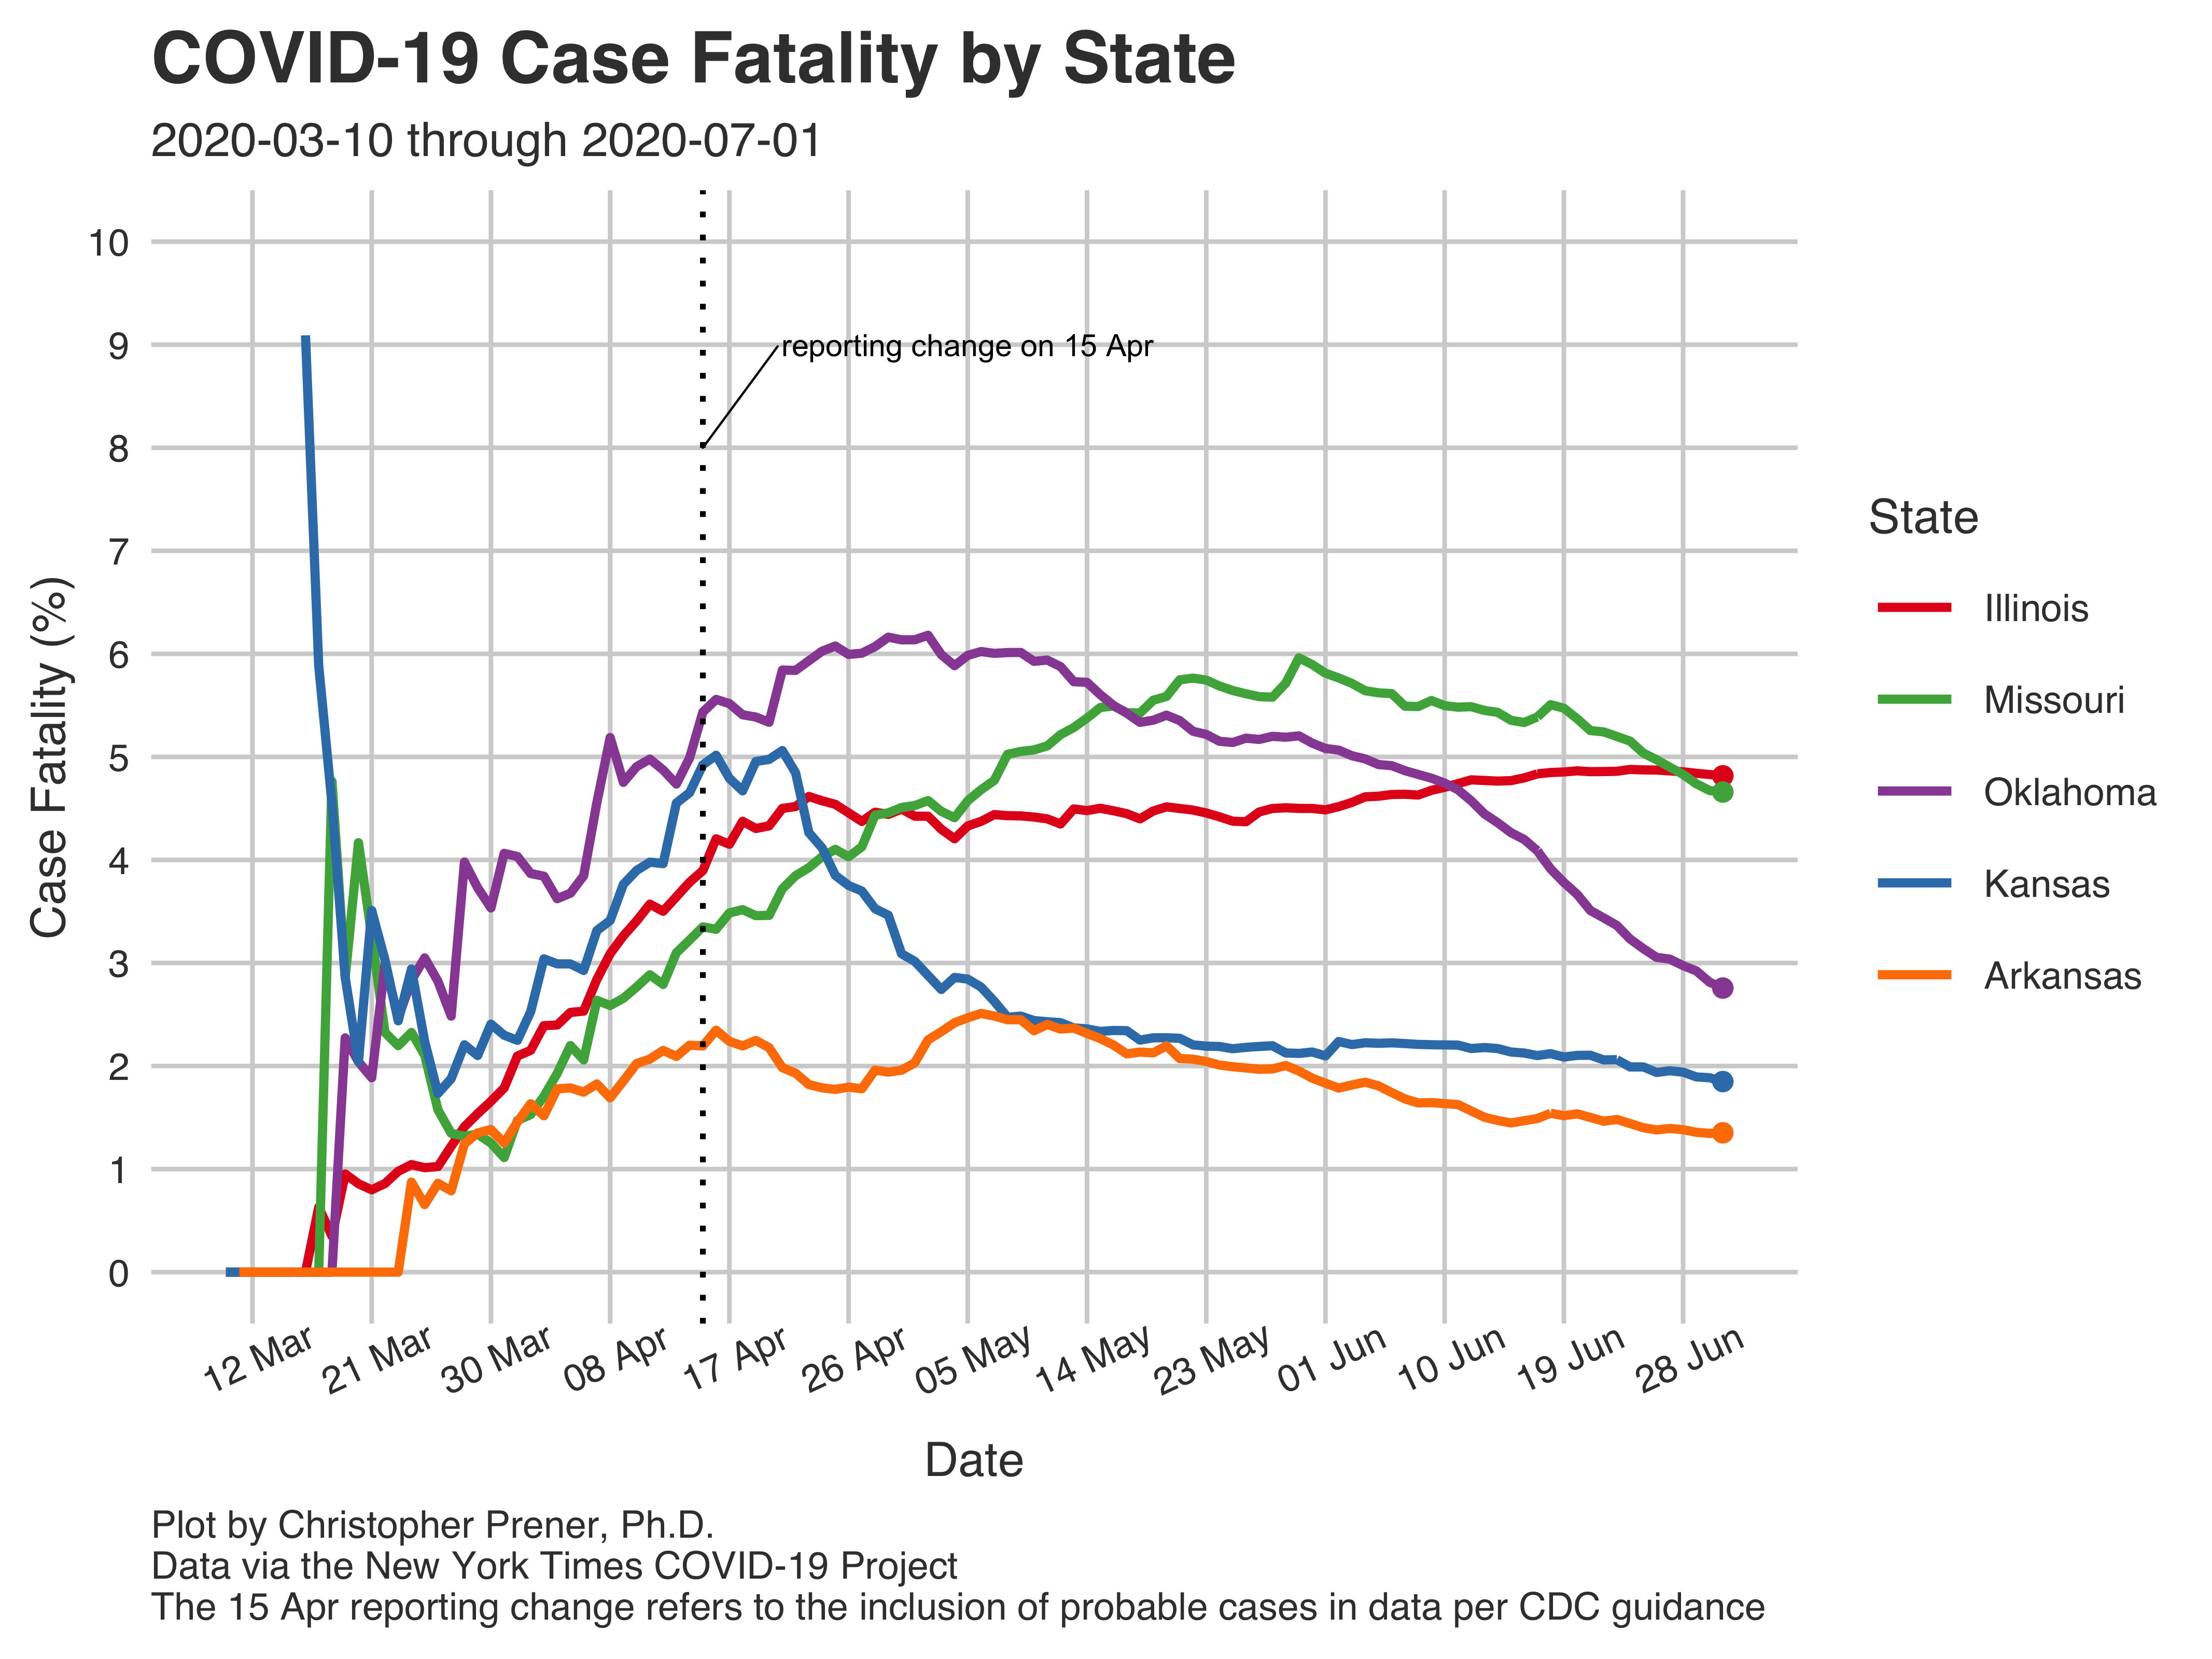 COVID-19 Case Fatality by State
2020-03-10 through 2020-07-01
10
9
8
7
6
5
4
3
2
1
0
Case Fatality (%)
reporting change on 15 Apr
12 Mar
21 Mar
30 Mar
08 Apr
17 Apr
26 Apr
05 May
14 May
23 May
01 Jun
10 Jun
19 Jun
28 Jun
Date
State
Illinois
Missouri
Oklahoma
Kansas
Arkansas
Plot by Christopher Prener, Ph.D.
Data via the New York Times COVID-19 Project
The 15 Apr reporting change refers to the inclusion of probable cases in data per CDC guidance